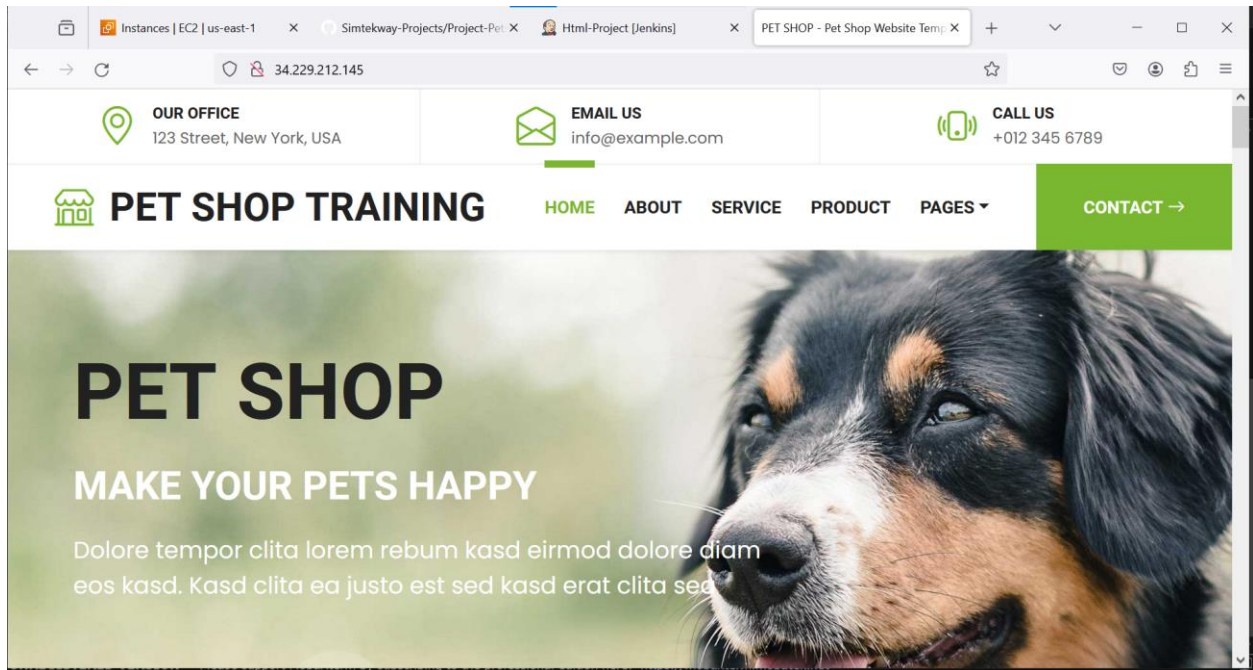 Instances | EC2 | us-east-1
Simtekway-Projects/Project-Pet
Html-Project [Jenkins]
PET SHOP - Pet Shop Website Temp
34.229.212.145
OUR OFFICE
123 Street, New York, USA
EMAIL US
info@example.com
CALL US
+012 345 6789
PET SHOP TRAINING
HOME ABOUT SERVICE PRODUCT PAGES
CONTACT →
PET SHOP
MAKE YOUR PETS HAPPY
Dolore tempor clita lorem rebum kasd eirmod dolore diam
eos kasd. Kasd clita ea justo est sed kasd erat clita sed